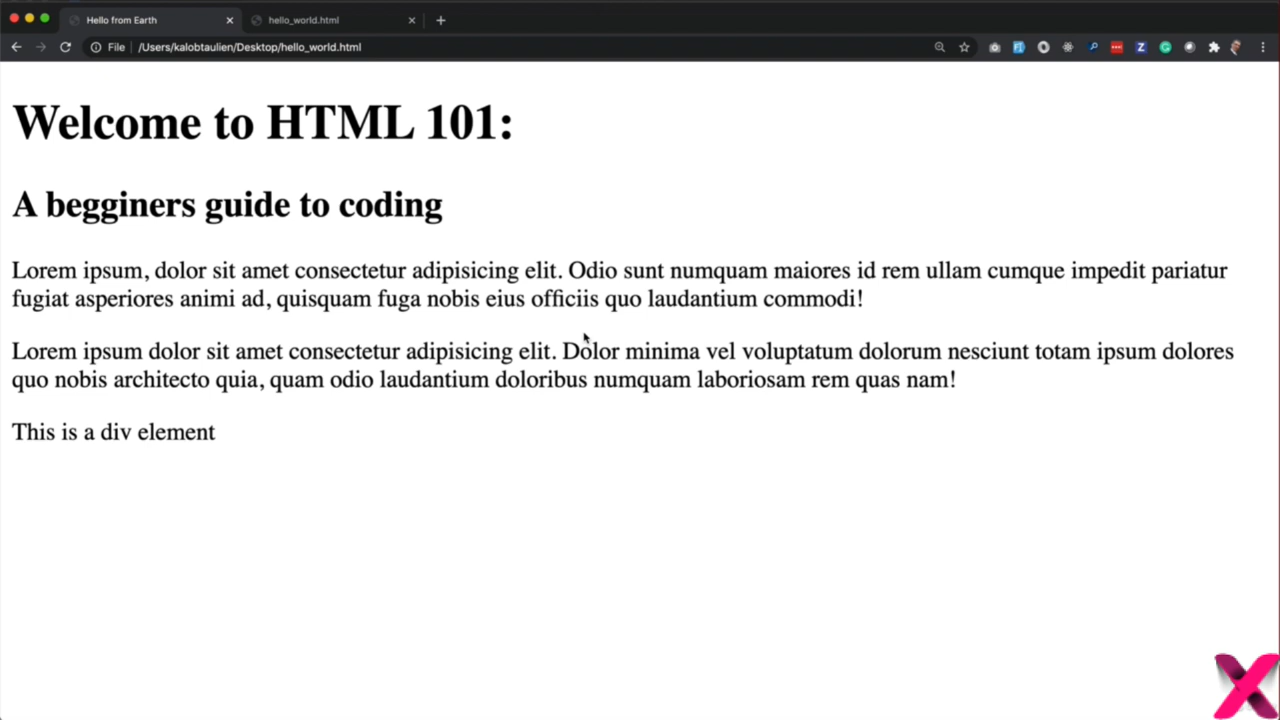 Hello from Earth
hello_world.html
File
/Users/kalobtaulien/Desktop/hello_world.html
Welcome to HTML 101:
A begginers guide to coding
Lorem ipsum, dolor sit amet consectetur adipisicing elit. Odio sunt numquam maiores id rem ullam cumque impedit pariatur
fugiat asperiores animi ad, quisquam fuga nobis eius officiis quo laudantium commodi!
Lorem ipsum dolor sit amet consectetur adipisicing elit. Dolor minima vel voluptatum dolorum nesciunt totam ipsum dolores
quo nobis architecto quia, quam odio laudantium doloribus numquam laboriosam rem quas nam!
This is a div element
X